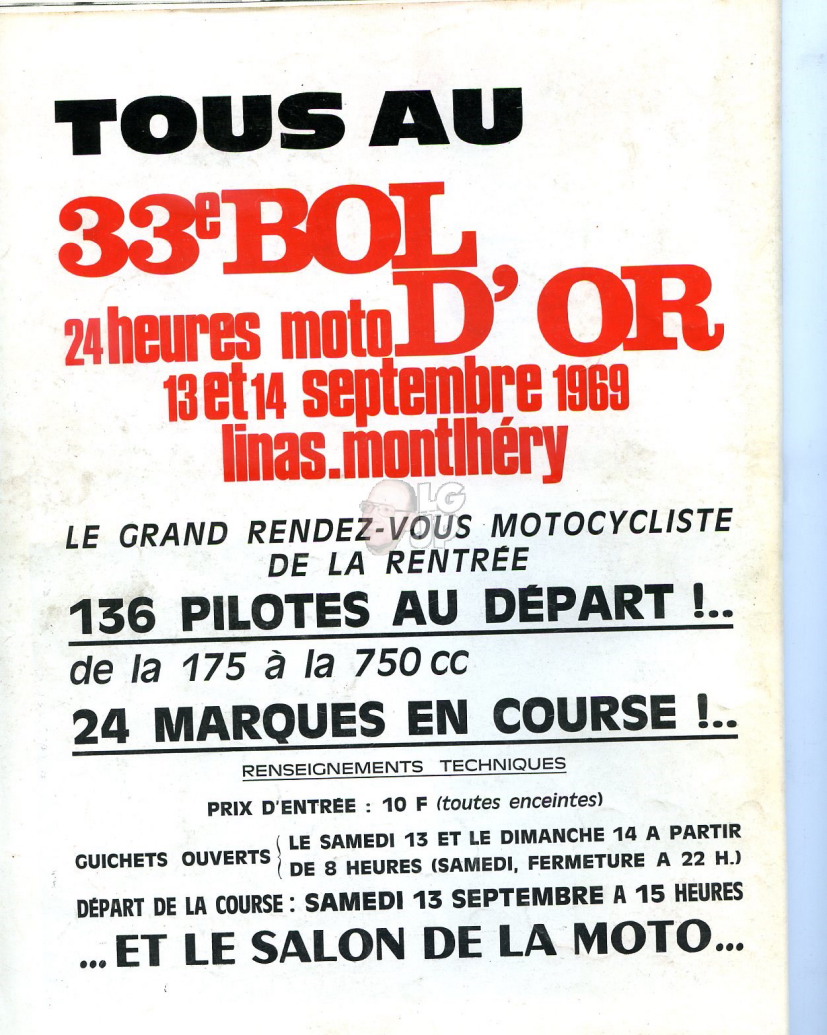 TOUS AU
33e BOL
D'OR
24 heures moto
13 et 14 septembre 1969
linas.montlhéry
LG
UP
LE GRAND RENDEZ-VOUS MOTOCYCLISTE
DE LA RENTRÉE
136 PILOTES AU DÉPART !..
de la 175 à la 750 cc
24 MARQUES EN COURSE !..
RENSEIGNEMENTS TECHNIQUES
PRIX D'ENTRÉE : 10 F (toutes enceintes)
GUICHETS OUVERTS { LE SAMEDI 13 ET LE DIMANCHE 14 A PARTIR
DE 8 HEURES (SAMEDI, FERMETURE A 22 H.)
DÉPART DE LA COURSE : SAMEDI 13 SEPTEMBRE A 15 HEURES
...ET LE SALON DE LA MOTO...